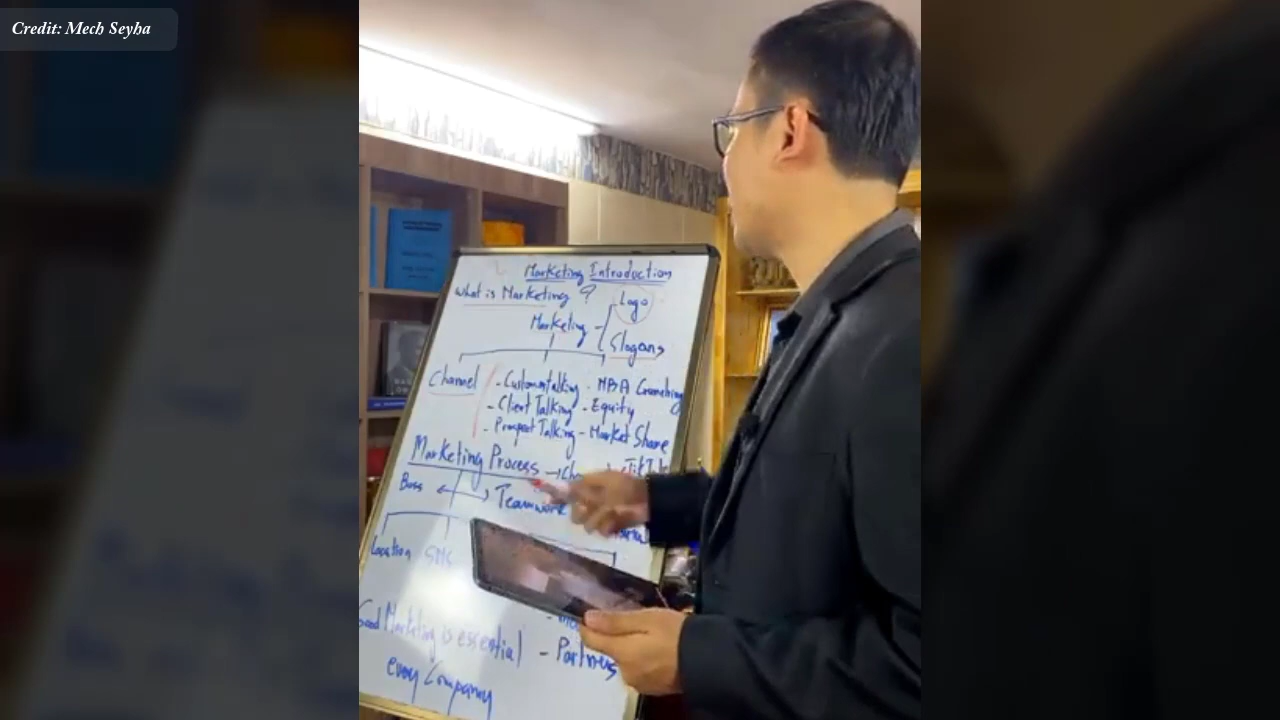 Credit: Mech Seyha
Marketing Introduction
What is Marketing ?
Logo
Marketing
Slogans
Channel
- Customer talking - MBA
- Client Talking - Equity
- Prospect Talking - Market Share
Marketing Process
Boss
Teamwork
Location SMS
Good Marketing is essential
- Partners
every Company